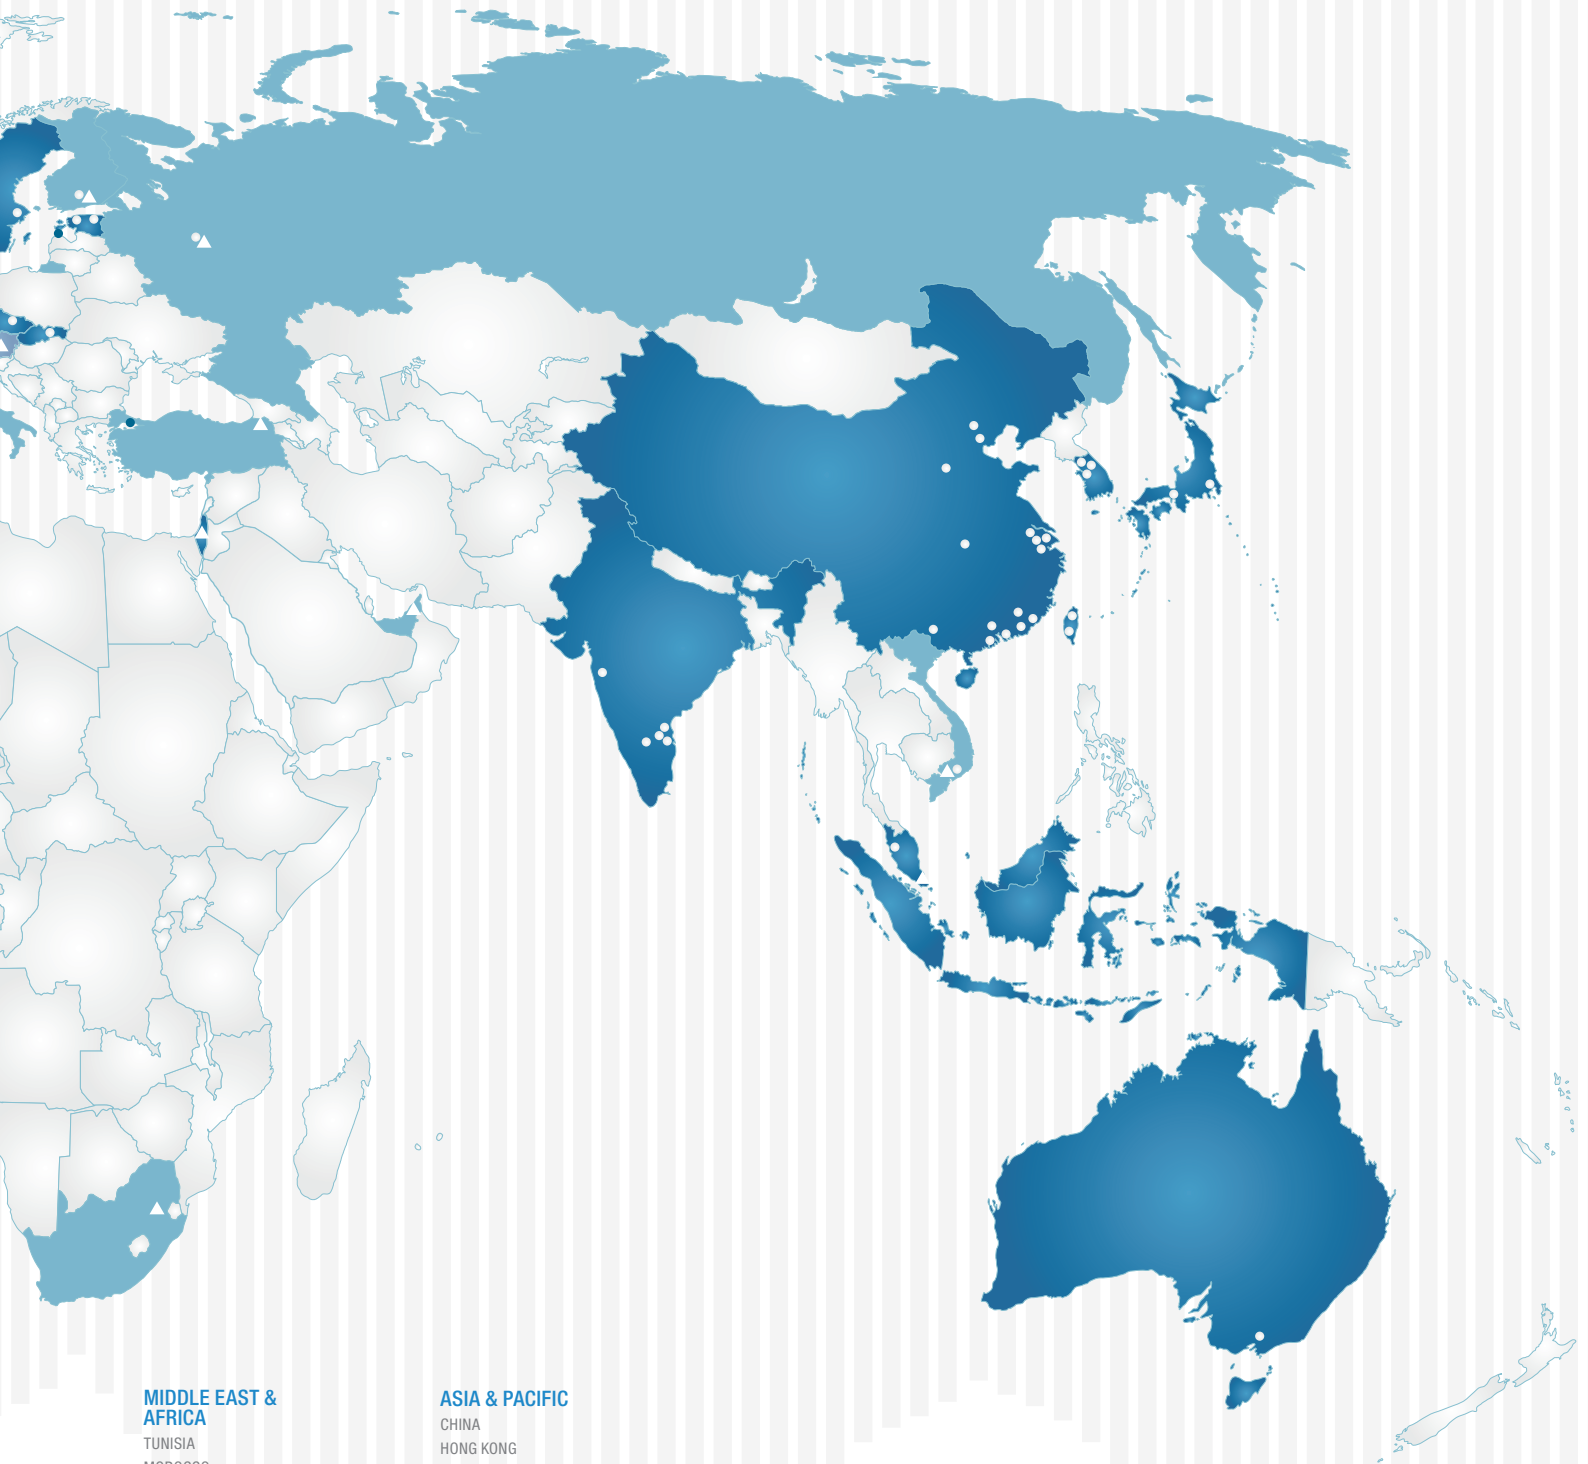 MIDDLE EAST &
AFRICA
TUNISIA
ASIA & PACIFIC
CHINA
HONG KONG